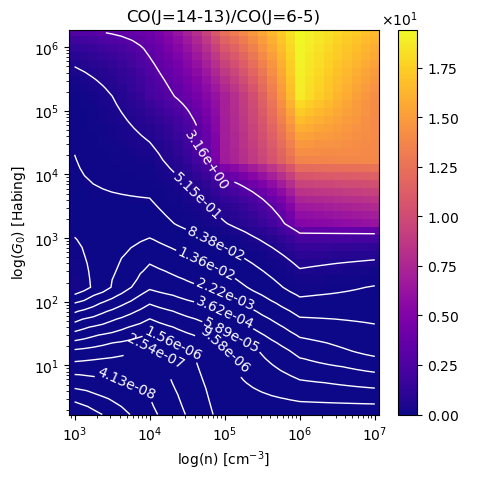 CO(J=14-13)/CO(J=6-5)
×10^1
10^6
10^5
10^4
10^3
10^2
10^1
log(G_0) [Habing]
10^3
10^4
10^5
10^6
10^7
log(n) [cm^{-3}]
3.16e+00
5.15e-01
8.38e-02
1.36e-02
2.22e-03
3.62e-04
5.89e-05
9.58e-06
1.56e-06
2.54e-07
4.13e-08
1.75
1.50
1.25
1.00
0.75
0.50
0.25
0.00